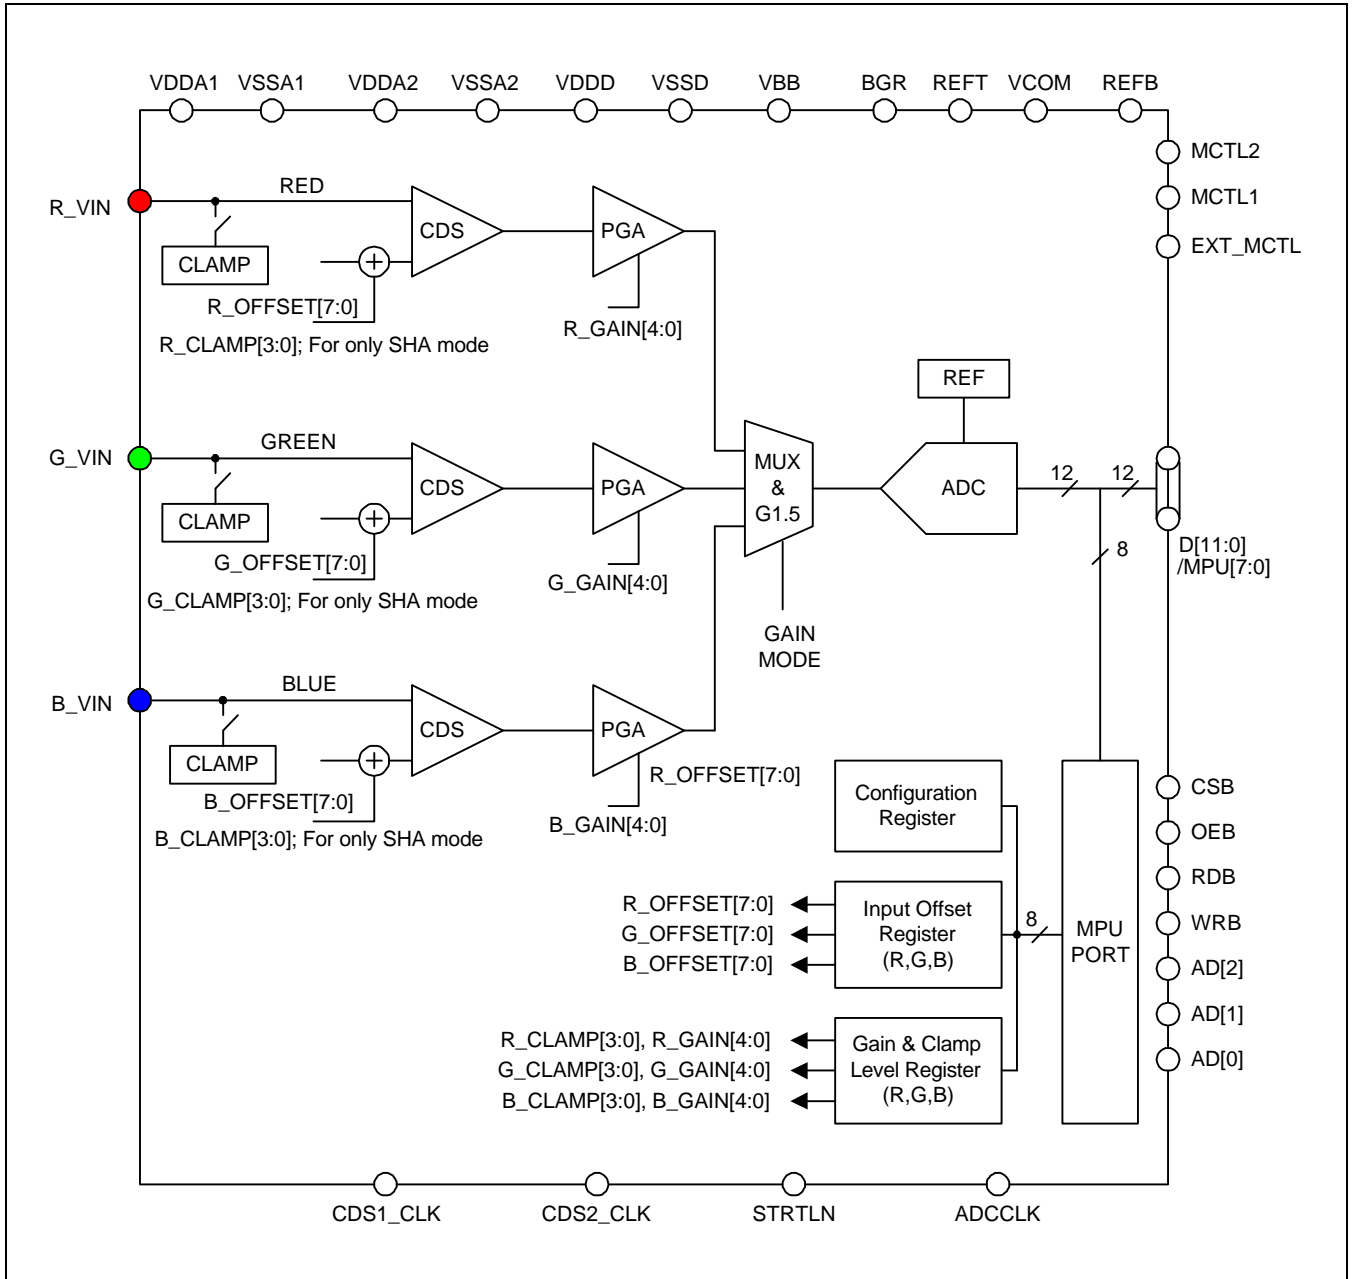 VDDA1 VSSA1 VDDA2 VSSA2 VDDD VSSD VBB BGR REFT VCOM REFB
MCTL2
MCTL1
EXT_MCTL
R_VIN
RED
CDS
PGA
CLAMP
R_OFFSET[7:0]
R_GAIN[4:0]
R_CLAMP[3:0]; For only SHA mode
REF
G_VIN
GREEN
CDS
PGA
MUX
&
G1.5
ADC
12
12
CLAMP
G_OFFSET[7:0]
G_GAIN[4:0]
G_CLAMP[3:0]; For only SHA mode
8
D[11:0]
/MPU[7:0]
GAIN
MODE
B_VIN
BLUE
CDS
PGA
CLAMP
R_OFFSET[7:0]
B_OFFSET[7:0]
B_GAIN[4:0]
B_CLAMP[3:0]; For only SHA mode
Configuration
Register
R_OFFSET[7:0]
G_OFFSET[7:0]
B_OFFSET[7:0]
Input Offset
Register
(R,G,B)
8
MPU
PORT
R_CLAMP[3:0], R_GAIN[4:0]
G_CLAMP[3:0], G_GAIN[4:0]
B_CLAMP[3:0], B_GAIN[4:0]
Gain & Clamp
Level Register
(R,G,B)
CSB
OEB
RDB
WRB
AD[2]
AD[1]
AD[0]
CDS1_CLK CDS2_CLK STRTLN ADCCLK